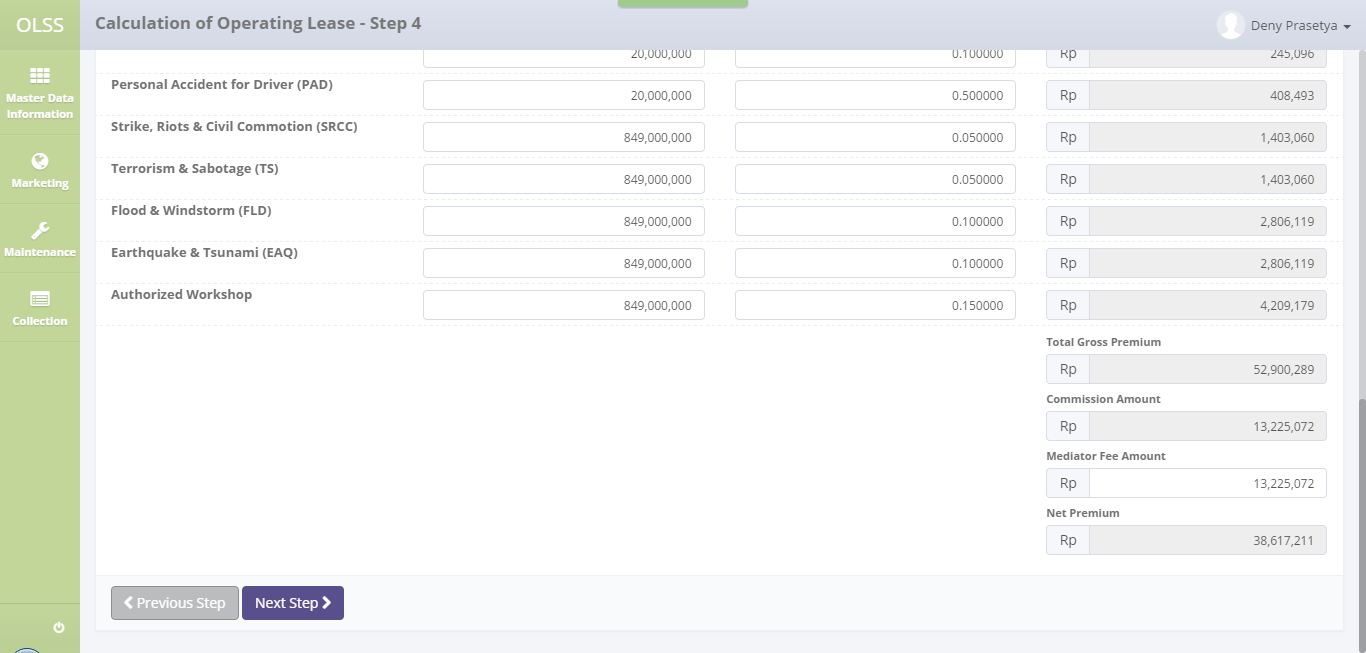 OLSS
Calculation of Operating Lease - Step 4
Deny Prasetya
Master Data
Information
Marketing
Maintenance
Collection
20,000,000 0.100000 Rp 245,096
Personal Accident for Driver (PAD) 20,000,000 0.500000 Rp 408,493
Strike, Riots & Civil Commotion (SRCC) 849,000,000 0.050000 Rp 1,403,060
Terrorism & Sabotage (TS) 849,000,000 0.050000 Rp 1,403,060
Flood & Windstorm (FLD) 849,000,000 0.100000 Rp 2,806,119
Earthquake & Tsunami (EAQ) 849,000,000 0.100000 Rp 2,806,119
Authorized Workshop 849,000,000 0.150000 Rp 4,209,179
Total Gross Premium
Rp 52,900,289
Commission Amount
Rp 13,225,072
Mediator Fee Amount
Rp 13,225,072
Net Premium
Rp 38,617,211
Previous Step
Next Step